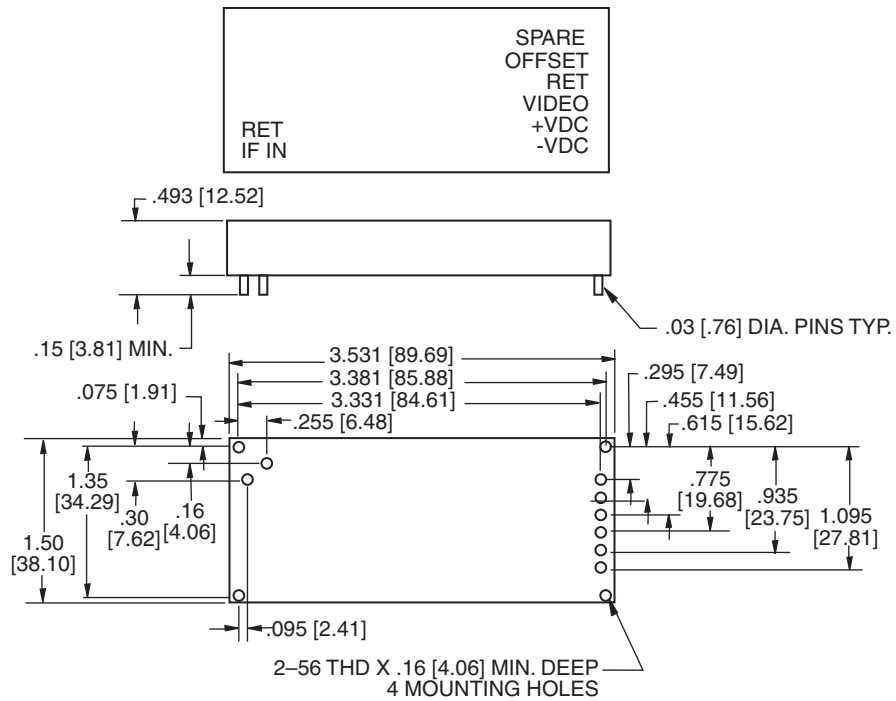 SPARE
OFFSET
RET
VIDEO
+VDC
-VDC
RET
IF IN
.493 [12.52]
.15 [3.81] MIN.
.03 [.76] DIA. PINS TYP.
3.531 [89.69]
3.381 [85.88]
3.331 [84.61]
.075 [1.91]
.255 [6.48]
.295 [7.49]
.455 [11.56]
.615 [15.62]
1.35
[34.29]
1.50
[38.10]
.30
[7.62]
.16
[4.06]
.775
[19.68]
.935
[23.75]
1.095
[27.81]
.095 [2.41]
2–56 THD X .16 [4.06] MIN. DEEP
4 MOUNTING HOLES